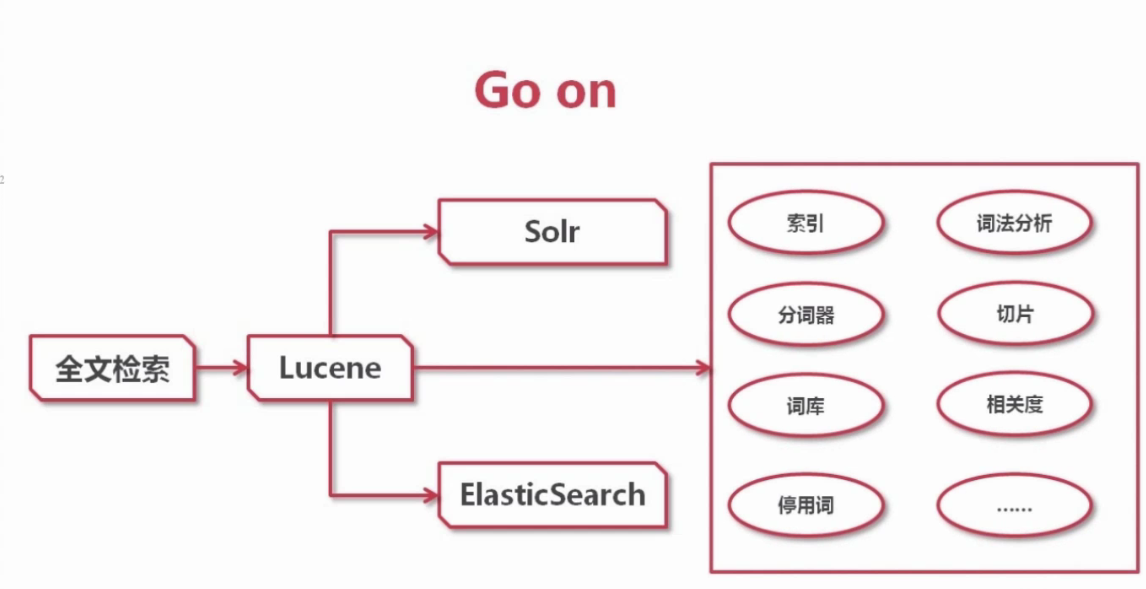 Go on
2
Solr
索引
词法分析
分词器
切片
全文检索
Lucene
词库
相关度
ElasticSearch
停用词
......